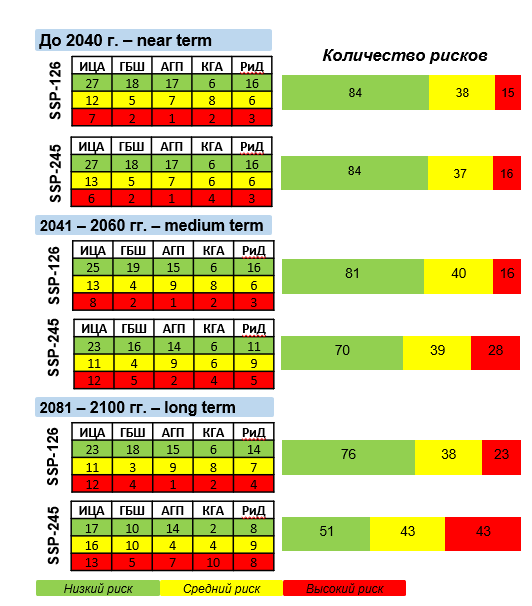 До 2040 г. – near term
Количество рисков
SSP-126
ИЦА ГБШ АГП КГА РиД
27 18 17 6 16
12 5 7 8 6
7 2 1 2 3
84 38 15
SSP-245
ИЦА ГБШ АГП КГА РиД
27 18 17 6 16
13 5 7 6 6
6 2 1 4 3
84 37 16
2041 – 2060 гг. – medium term
SSP-126
ИЦА ГБШ АГП КГА РиД
25 19 15 6 16
13 4 9 8 6
8 2 1 2 3
81 40 16
SSP-245
ИЦА ГБШ АГП КГА РиД
23 16 14 6 11
11 4 9 6 9
12 5 2 4 5
70 39 28
2081 – 2100 гг. – long term
SSP-126
ИЦА ГБШ АГП КГА РиД
23 18 15 6 14
11 3 9 8 7
12 4 1 2 4
76 38 23
SSP-245
ИЦА ГБШ АГП КГА РиД
17 10 14 2 8
16 10 4 4 9
13 5 7 10 8
51 43 43
Низкий риск Средний риск Высокий риск